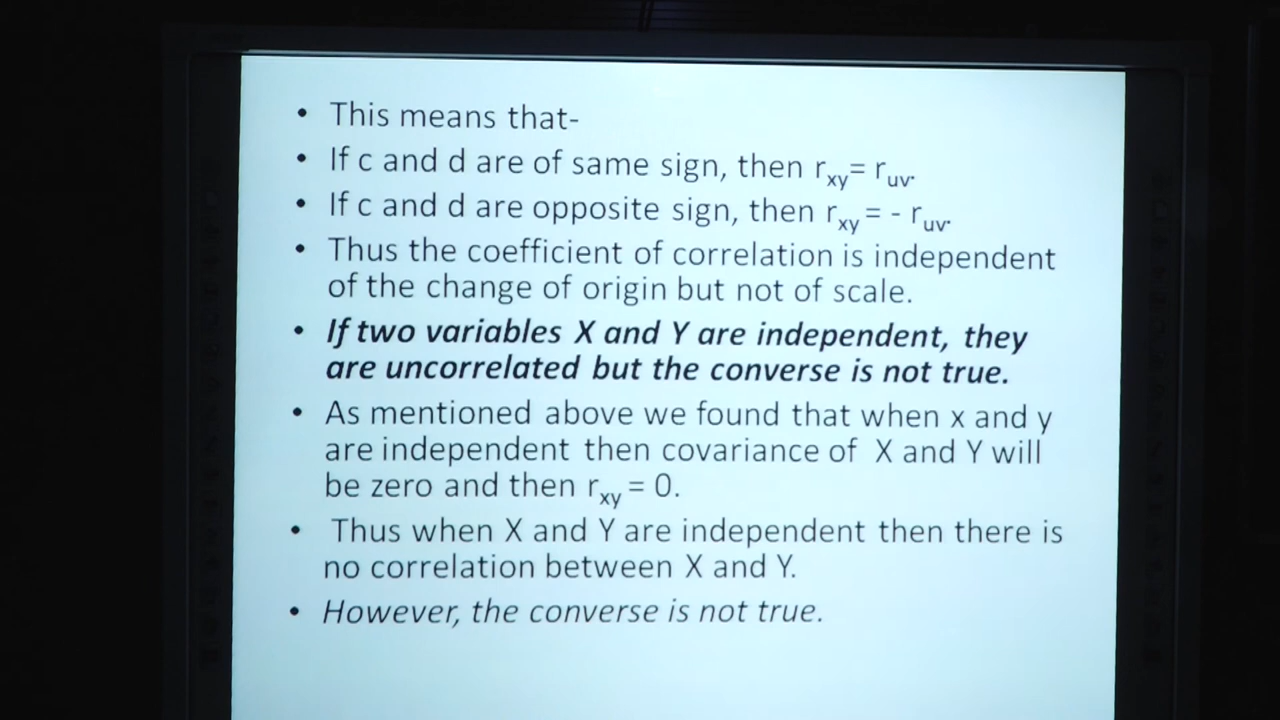 • This means that-
• If c and d are of same sign, then rxy= ruv.
• If c and d are opposite sign, then rxy = - ruv.
• Thus the coefficient of correlation is independent
of the change of origin but not of scale.
• If two variables X and Y are independent, they
are uncorrelated but the converse is not true.
• As mentioned above we found that when x and y
are independent then covariance of X and Y will
be zero and then rxy = 0.
• Thus when X and Y are independent then there is
no correlation between X and Y.
• However, the converse is not true.